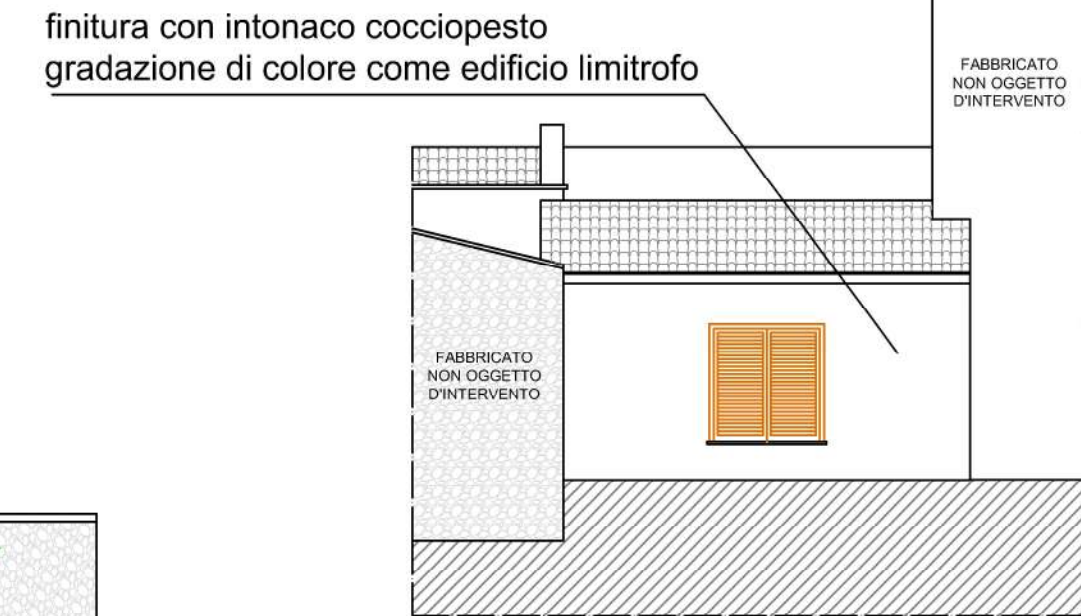 finitura con intonaco cocciopesto
gradazione di colore come edificio limitrofo
FABBRICATO
NON OGGETTO
D'INTERVENTO
FABBRICATO
NON OGGETTO
D'INTERVENTO